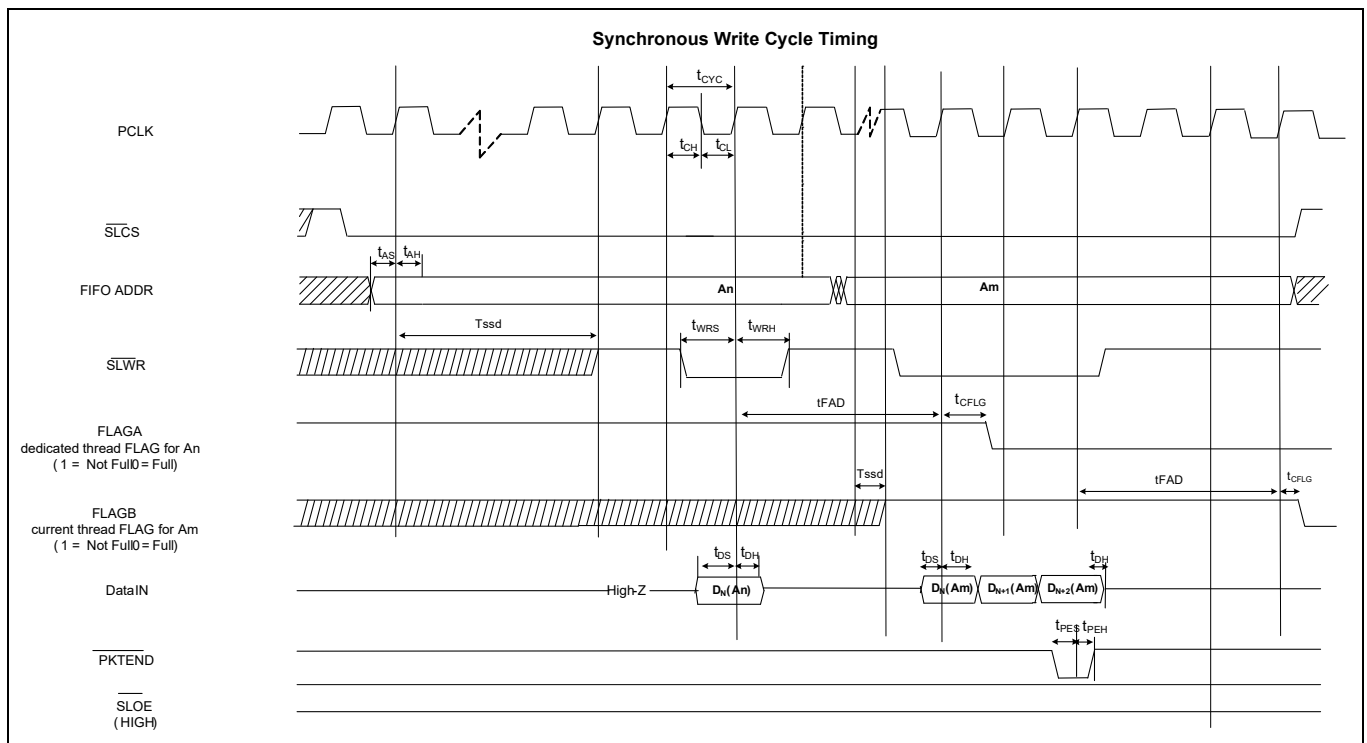 Synchronous Write Cycle Timing
tCYC
PCLK
tCH
tCL
SLCS
tAS
tAH
FIFO ADDR
An
Am
Tssd
tWRS
tWRH
SLWR
tFAD
tCFLG
FLAGA
dedicated thread FLAG for An
( 1 = Not Full0 = Full)
Tssd
tFAD
tCFLG
FLAGB
current thread FLAG for Am
( 1 = Not Full0 = Full)
tDS
tDH
tDS
tDH
tDH
DataIN
High-Z
DN(An)
DN(Am)
DN+1(Am)
DN+2(Am)
tPES
tPEH
PKTEND
SLOE
( HIGH)